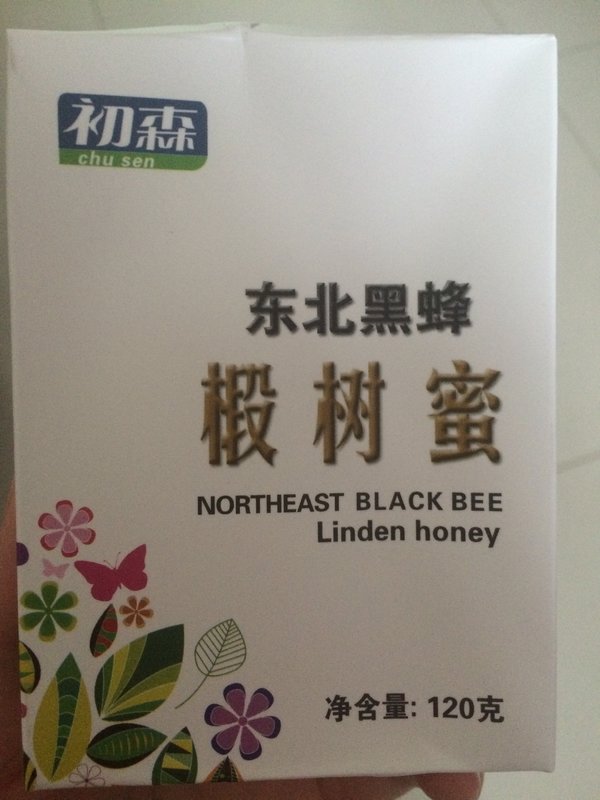 初森
chu sen
东北黑蜂
椴树蜜
NORTHEAST BLACK BEE
Linden honey
净含量: 120克